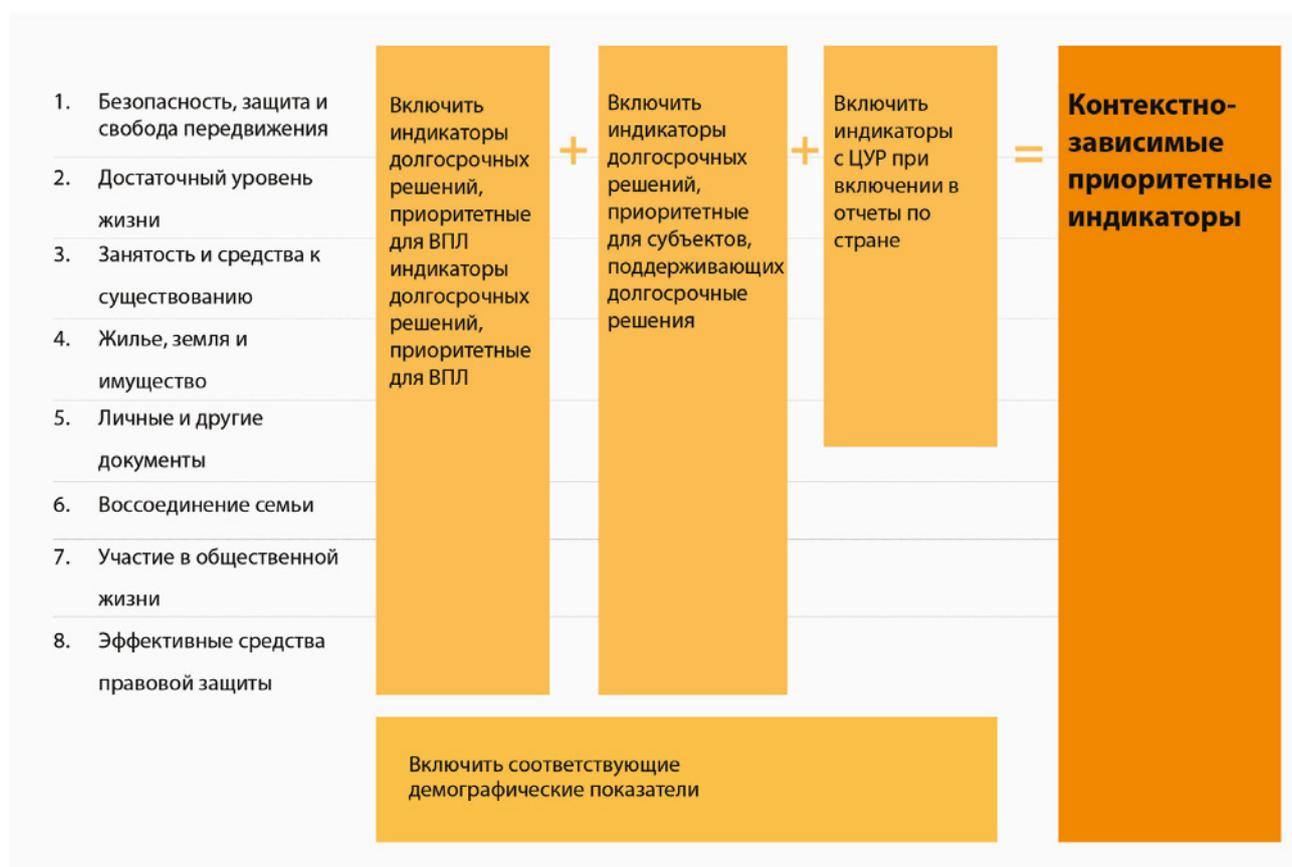 1. Безопасность, защита и
свобода передвижения
2. Достаточный уровень
жизни
3. Занятость и средства к
существованию
4. Жилье, земля и
имущество
5. Личные и другие
документы
6. Воссоединение семьи
7. Участие в общественной
жизни
8. Эффективные средства
правовой защиты
Включить
индикаторы
долгосрочных
решений,
приоритетные
для ВПЛ
индикаторы
долгосрочных
решений,
приоритетные
для ВПЛ
+
Включить
индикаторы
долгосрочных
решений,
приоритетные
для субъектов,
поддерживающих
долгосрочные
решения
+
Включить
индикаторы
с ЦУР при
включении в
отчеты по
стране
=
Контекстно-
зависимые
приоритетные
индикаторы
Включить соответствующие
демографические показатели